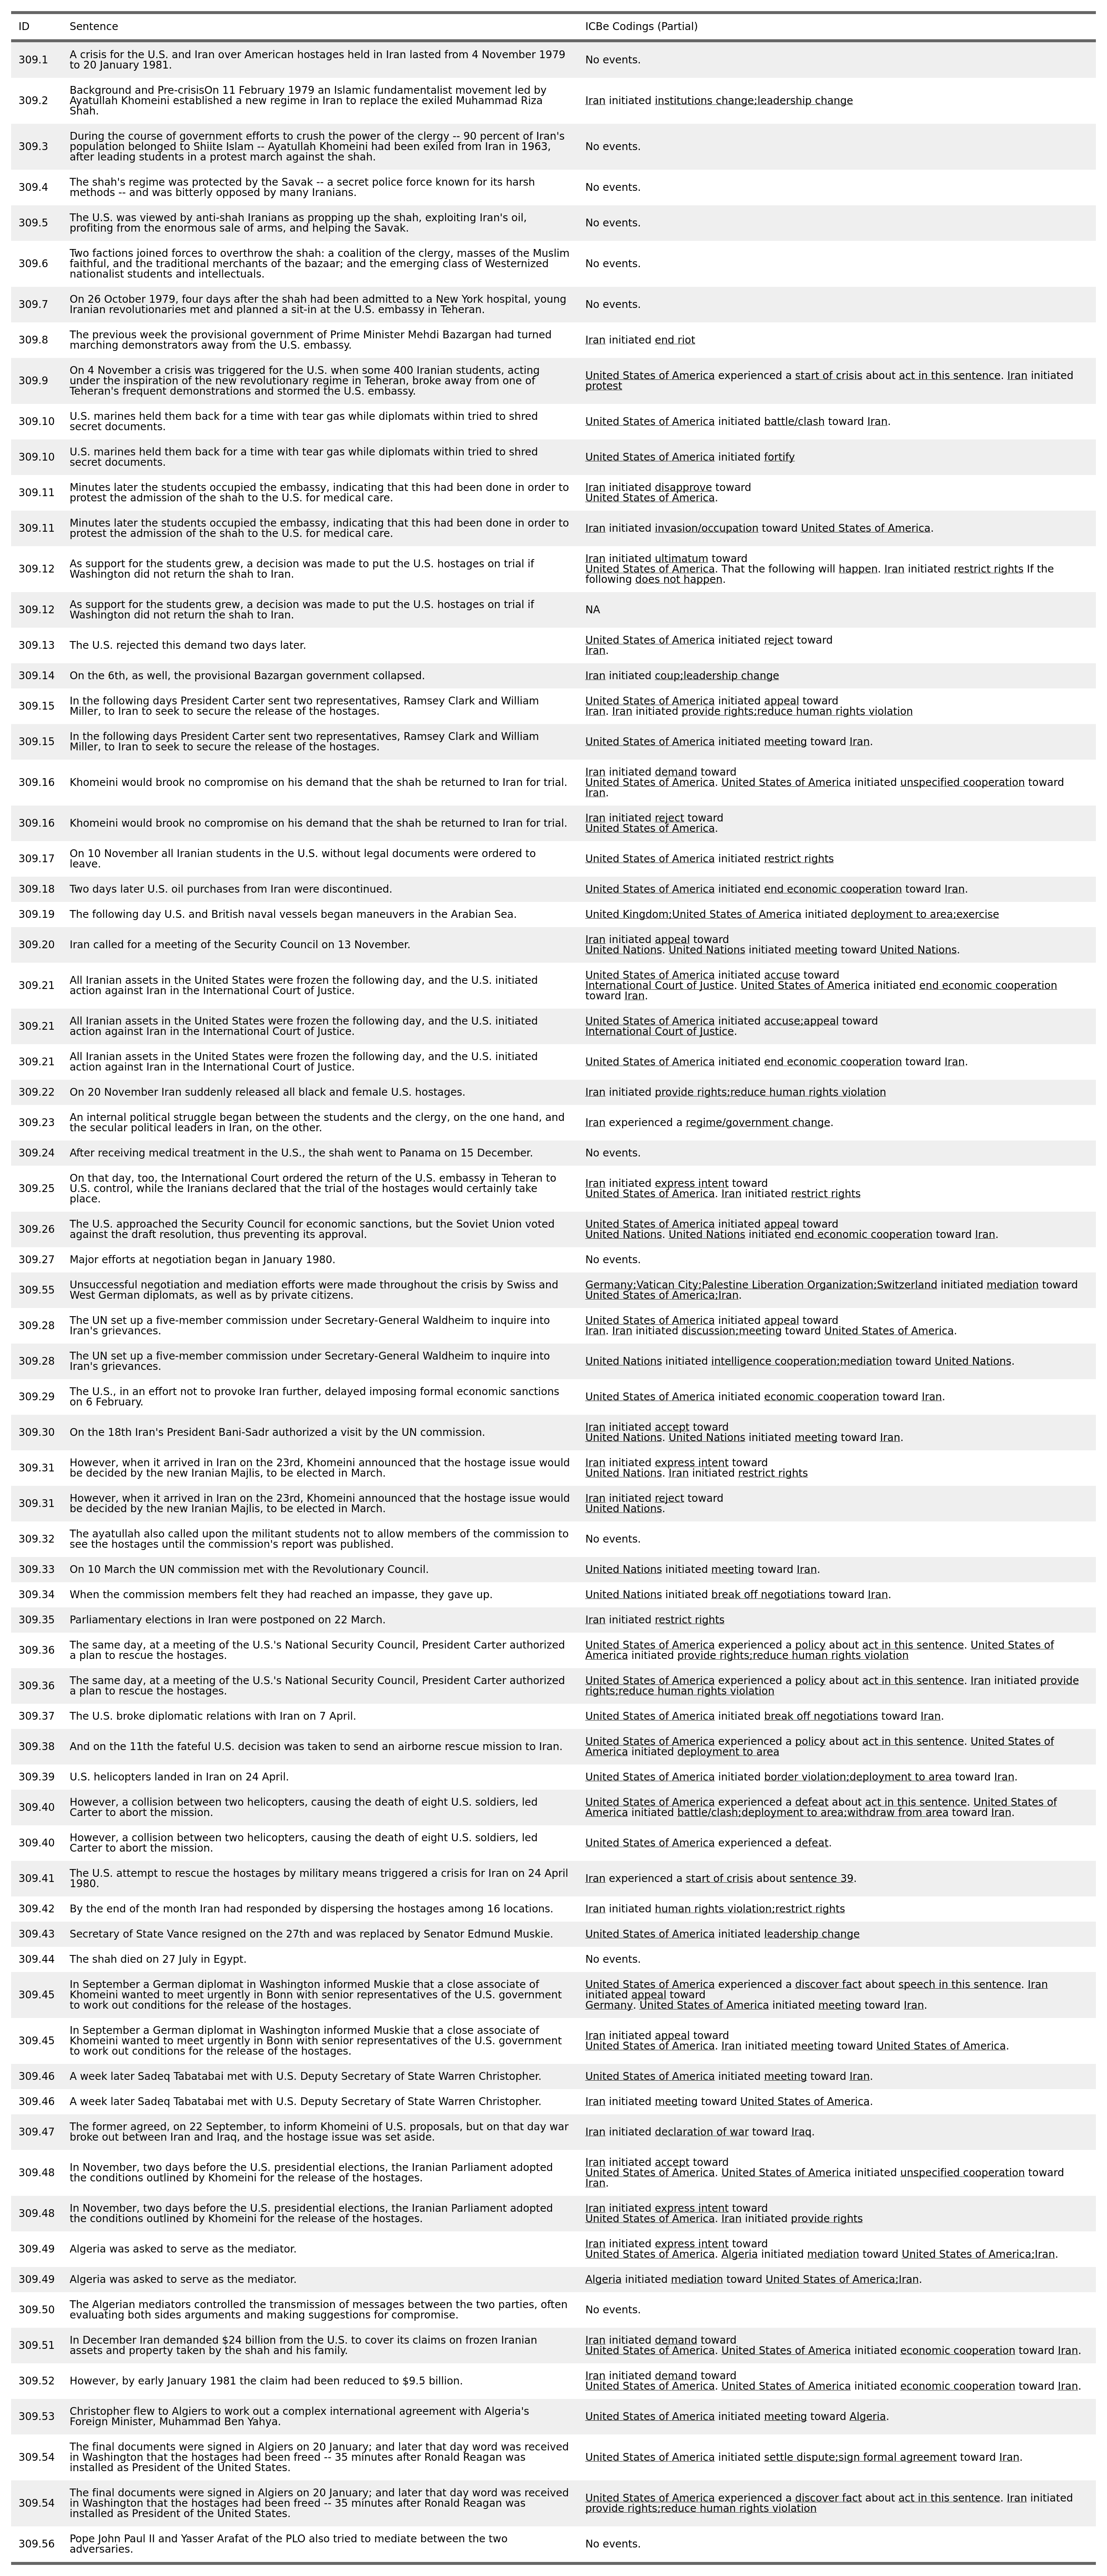 ID Sentence ICBe Codings (Partial)
309.1 A crisis for the U.S. and Iran over American hostages held in Iran lasted from 4 November 1979
to 20 January 1981. No events.
309.2 Background and Pre-crisisOn 11 February 1979 an Islamic fundamentalist movement led by
Ayatullah Khomeini established a new regime in Iran to replace the exiled Muhammad Riza
Shah. Iran initiated institutions change;leadership change
309.3 During the course of government efforts to crush the power of the clergy -- 90 percent of Iran's
population belonged to Shiite Islam -- Ayatullah Khomeini had been exiled from Iran in 1963,
after leading students in a protest march against the shah. No events.
309.4 The shah's regime was protected by the Savak -- a secret police force known for its harsh
methods -- and was bitterly opposed by many Iranians. No events.
309.5 The U.S. was viewed by anti-shah Iranians as propping up the shah, exploiting Iran's oil,
profiting from the enormous sale of arms, and helping the Savak. No events.
309.6 Two factions joined forces to overthrow the shah: a coalition of the clergy, masses of the Muslim
faithful, and the traditional merchants of the bazaar; and the emerging class of Westernized
nationalist students and intellectuals. No events.
309.7 On 26 October 1979, four days after the shah had been admitted to a New York hospital, young
Iranian revolutionaries met and planned a sit-in at the U.S. embassy in Teheran. No events.
309.8 The previous week the provisional government of Prime Minister Mehdi Bazargan had turned
marching demonstrators away from the U.S. embassy. Iran initiated end riot
309.9 On 4 November a crisis was triggered for the U.S. when some 400 Iranian students, acting
under the inspiration of the new revolutionary regime in Teheran, broke away from one of
Teheran's frequent demonstrations and stormed the U.S. embassy.
United States of America experienced a start of crisis about act in this sentence. Iran initiated
protest
309.10 U.S. marines held them back for a time with tear gas while diplomats within tried to shred
secret documents. United States of America initiated battle/clash toward Iran.
309.10 U.S. marines held them back for a time with tear gas while diplomats within tried to shred
secret documents. United States of America initiated fortify
309.11 Minutes later the students occupied the embassy, indicating that this had been done in order to
protest the admission of the shah to the U.S. for medical care.
Iran initiated disapprove toward
United States of America.
309.11 Minutes later the students occupied the embassy, indicating that this had been done in order to
protest the admission of the shah to the U.S. for medical care. Iran initiated invasion/occupation toward United States of America.
309.12 As support for the students grew, a decision was made to put the U.S. hostages on trial if
Washington did not return the shah to Iran.
Iran initiated ultimatum toward
United States of America. That the following will happen. Iran initiated restrict rights If the
following does not happen.
309.12 As support for the students grew, a decision was made to put the U.S. hostages on trial if
Washington did not return the shah to Iran. NA
309.13 The U.S. rejected this demand two days later.
United States of America initiated reject toward
Iran.
309.14 On the 6th, as well, the provisional Bazargan government collapsed. Iran initiated coup;leadership change
309.15 In the following days President Carter sent two representatives, Ramsey Clark and William
Miller, to Iran to seek to secure the release of the hostages.
United States of America initiated appeal toward
Iran. Iran initiated provide rights;reduce human rights violation
309.15 In the following days President Carter sent two representatives, Ramsey Clark and William
Miller, to Iran to seek to secure the release of the hostages. United States of America initiated meeting toward Iran.
309.16 Khomeini would brook no compromise on his demand that the shah be returned to Iran for trial.
Iran initiated demand toward
United States of America. United States of America initiated unspecified cooperation toward
Iran.
309.16 Khomeini would brook no compromise on his demand that the shah be returned to Iran for trial.
Iran initiated reject toward
United States of America.
309.17 On 10 November all Iranian students in the U.S. without legal documents were ordered to
leave. United States of America initiated restrict rights
309.18 Two days later U.S. oil purchases from Iran were discontinued. United States of America initiated end economic cooperation toward Iran.
309.19 The following day U.S. and British naval vessels began maneuvers in the Arabian Sea. United Kingdom;United States of America initiated deployment to area;exercise
309.20 Iran called for a meeting of the Security Council on 13 November.
Iran initiated appeal toward
United Nations. United Nations initiated meeting toward United Nations.
309.21 All Iranian assets in the United States were frozen the following day, and the U.S. initiated
action against Iran in the International Court of Justice.
United States of America initiated accuse toward
International Court of Justice. United States of America initiated end economic cooperation
toward Iran.
309.21 All Iranian assets in the United States were frozen the following day, and the U.S. initiated
action against Iran in the International Court of Justice.
United States of America initiated accuse;appeal toward
International Court of Justice.
309.21 All Iranian assets in the United States were frozen the following day, and the U.S. initiated
action against Iran in the International Court of Justice. United States of America initiated end economic cooperation toward Iran.
309.22 On 20 November Iran suddenly released all black and female U.S. hostages. Iran initiated provide rights;reduce human rights violation
309.23 An internal political struggle began between the students and the clergy, on the one hand, and
the secular political leaders in Iran, on the other. Iran experienced a regime/government change.
309.24 After receiving medical treatment in the U.S., the shah went to Panama on 15 December. No events.
309.25 On that day, too, the International Court ordered the return of the U.S. embassy in Teheran to
U.S. control, while the Iranians declared that the trial of the hostages would certainly take
place.
Iran initiated express intent toward
United States of America. Iran initiated restrict rights
309.26 The U.S. approached the Security Council for economic sanctions, but the Soviet Union voted
against the draft resolution, thus preventing its approval.
United States of America initiated appeal toward
United Nations. United Nations initiated end economic cooperation toward Iran.
309.27 Major efforts at negotiation began in January 1980. No events.
309.55 Unsuccessful negotiation and mediation efforts were made throughout the crisis by Swiss and
West German diplomats, as well as by private citizens.
Germany;Vatican City;Palestine Liberation Organization;Switzerland initiated mediation toward
United States of America;Iran.
309.28 The UN set up a five-member commission under Secretary-General Waldheim to inquire into
Iran's grievances.
United States of America initiated appeal toward
Iran. Iran initiated discussion;meeting toward United States of America.
309.28 The UN set up a five-member commission under Secretary-General Waldheim to inquire into
Iran's grievances. United Nations initiated intelligence cooperation;mediation toward United Nations.
309.29 The U.S., in an effort not to provoke Iran further, delayed imposing formal economic sanctions
on 6 February. United States of America initiated economic cooperation toward Iran.
309.30 On the 18th Iran's President Bani-Sadr authorized a visit by the UN commission.
Iran initiated accept toward
United Nations. United Nations initiated meeting toward Iran.
309.31 However, when it arrived in Iran on the 23rd, Khomeini announced that the hostage issue would
be decided by the new Iranian Majlis, to be elected in March.
Iran initiated express intent toward
United Nations. Iran initiated restrict rights
309.31 However, when it arrived in Iran on the 23rd, Khomeini announced that the hostage issue would
be decided by the new Iranian Majlis, to be elected in March.
Iran initiated reject toward
United Nations.
309.32 The ayatullah also called upon the militant students not to allow members of the commission to
see the hostages until the commission's report was published. No events.
309.33 On 10 March the UN commission met with the Revolutionary Council. United Nations initiated meeting toward Iran.
309.34 When the commission members felt they had reached an impasse, they gave up. United Nations initiated break off negotiations toward Iran.
309.35 Parliamentary elections in Iran were postponed on 22 March. Iran initiated restrict rights
309.36 The same day, at a meeting of the U.S.'s National Security Council, President Carter authorized
a plan to rescue the hostages.
United States of America experienced a policy about act in this sentence. United States of
America initiated provide rights;reduce human rights violation
309.36 The same day, at a meeting of the U.S.'s National Security Council, President Carter authorized
a plan to rescue the hostages.
United States of America experienced a policy about act in this sentence. Iran initiated provide
rights;reduce human rights violation
309.37 The U.S. broke diplomatic relations with Iran on 7 April. United States of America initiated break off negotiations toward Iran.
309.38 And on the 11th the fateful U.S. decision was taken to send an airborne rescue mission to Iran.
United States of America experienced a policy about act in this sentence. United States of
America initiated deployment to area
309.39 U.S. helicopters landed in Iran on 24 April. United States of America initiated border violation;deployment to area toward Iran.
309.40 However, a collision between two helicopters, causing the death of eight U.S. soldiers, led
Carter to abort the mission.
United States of America experienced a defeat about act in this sentence. United States of
America initiated battle/clash;deployment to area;withdraw from area toward Iran.
309.40 However, a collision between two helicopters, causing the death of eight U.S. soldiers, led
Carter to abort the mission. United States of America experienced a defeat.
309.41 The U.S. attempt to rescue the hostages by military means triggered a crisis for Iran on 24 April
1980. Iran experienced a start of crisis about sentence 39.
309.42 By the end of the month Iran had responded by dispersing the hostages among 16 locations. Iran initiated human rights violation;restrict rights
309.43 Secretary of State Vance resigned on the 27th and was replaced by Senator Edmund Muskie. United States of America initiated leadership change
309.44 The shah died on 27 July in Egypt. No events.
309.45 In September a German diplomat in Washington informed Muskie that a close associate of
Khomeini wanted to meet urgently in Bonn with senior representatives of the U.S. government
to work out conditions for the release of the hostages.
United States of America experienced a discover fact about speech in this sentence. Iran
initiated appeal toward
Germany. United States of America initiated meeting toward Iran.
309.45 In September a German diplomat in Washington informed Muskie that a close associate of
Khomeini wanted to meet urgently in Bonn with senior representatives of the U.S. government
to work out conditions for the release of the hostages.
Iran initiated appeal toward
United States of America. Iran initiated meeting toward United States of America.
309.46 A week later Sadeq Tabatabai met with U.S. Deputy Secretary of State Warren Christopher. United States of America initiated meeting toward Iran.
309.46 A week later Sadeq Tabatabai met with U.S. Deputy Secretary of State Warren Christopher. Iran initiated meeting toward United States of America.
309.47 The former agreed, on 22 September, to inform Khomeini of U.S. proposals, but on that day war
broke out between Iran and Iraq, and the hostage issue was set aside. Iran initiated declaration of war toward Iraq.
309.48 In November, two days before the U.S. presidential elections, the Iranian Parliament adopted
the conditions outlined by Khomeini for the release of the hostages.
Iran initiated accept toward
United States of America. United States of America initiated unspecified cooperation toward
Iran.
309.48 In November, two days before the U.S. presidential elections, the Iranian Parliament adopted
the conditions outlined by Khomeini for the release of the hostages.
Iran initiated express intent toward
United States of America. Iran initiated provide rights
309.49 Algeria was asked to serve as the mediator.
Iran initiated express intent toward
United States of America. Algeria initiated mediation toward United States of America;Iran.
309.49 Algeria was asked to serve as the mediator. Algeria initiated mediation toward United States of America;Iran.
309.50 The Algerian mediators controlled the transmission of messages between the two parties, often
evaluating both sides arguments and making suggestions for compromise. No events.
309.51 In December Iran demanded $24 billion from the U.S. to cover its claims on frozen Iranian
assets and property taken by the shah and his family.
Iran initiated demand toward
United States of America. United States of America initiated economic cooperation toward Iran.
309.52 However, by early January 1981 the claim had been reduced to $9.5 billion.
Iran initiated demand toward
United States of America. United States of America initiated economic cooperation toward Iran.
309.53 Christopher flew to Algiers to work out a complex international agreement with Algeria's
Foreign Minister, Muhammad Ben Yahya. United States of America initiated meeting toward Algeria.
309.54 The final documents were signed in Algiers on 20 January; and later that day word was received
in Washington that the hostages had been freed -- 35 minutes after Ronald Reagan was
installed as President of the United States. United States of America initiated settle dispute;sign formal agreement toward Iran.
309.54 The final documents were signed in Algiers on 20 January; and later that day word was received
in Washington that the hostages had been freed -- 35 minutes after Ronald Reagan was
installed as President of the United States.
United States of America experienced a discover fact about act in this sentence. Iran initiated
provide rights;reduce human rights violation
309.56 Pope John Paul II and Yasser Arafat of the PLO also tried to mediate between the two
adversaries. No events.